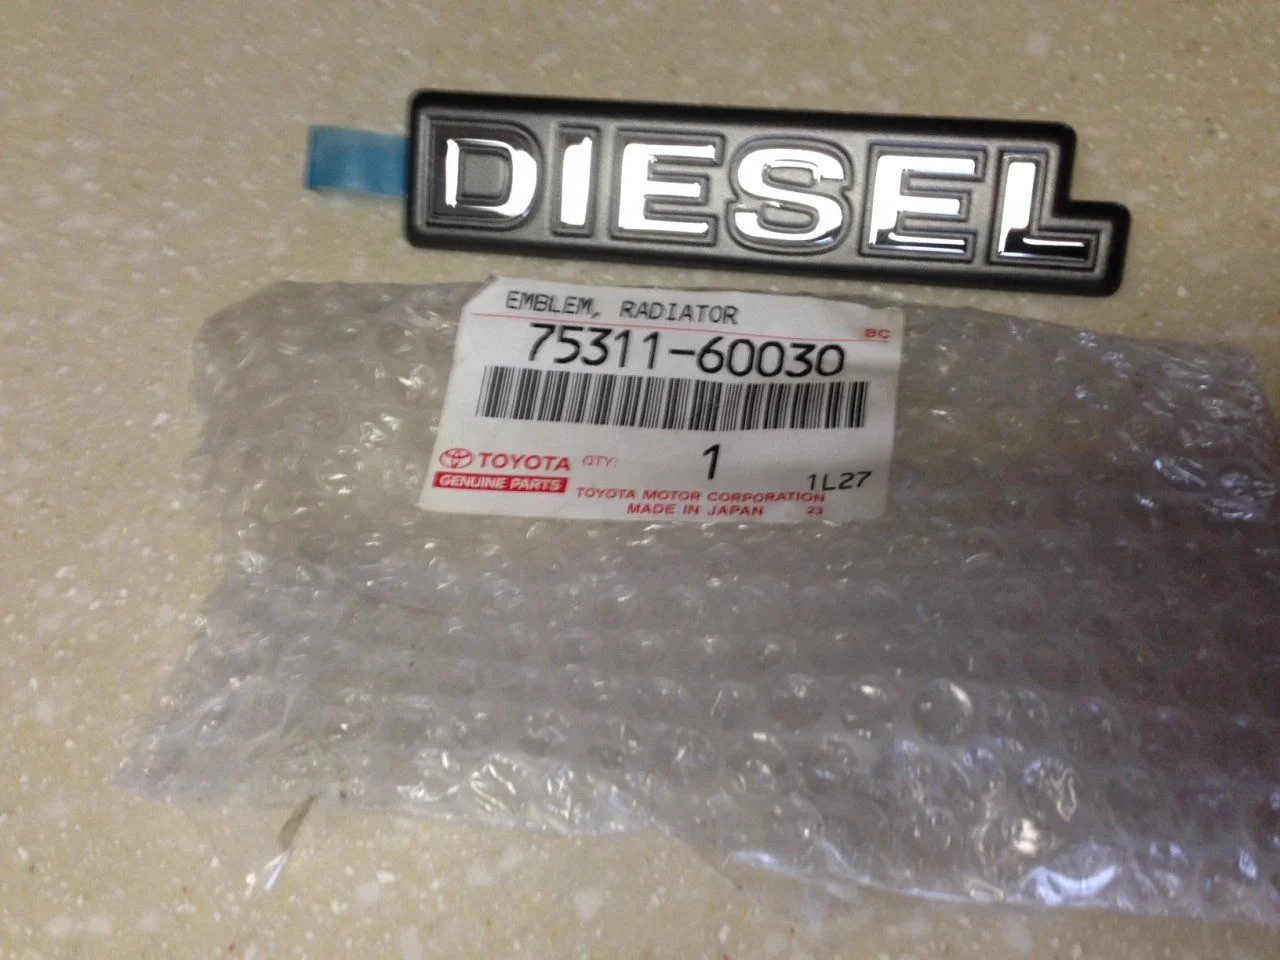 DIESEL
EMBLEM, RADIATOR
BC
75311-60030
TOYOTA QTY: 1
GENUINE PARTS
1L27
TOYOTA MOTOR CORPORATION
MADE IN JAPAN 23